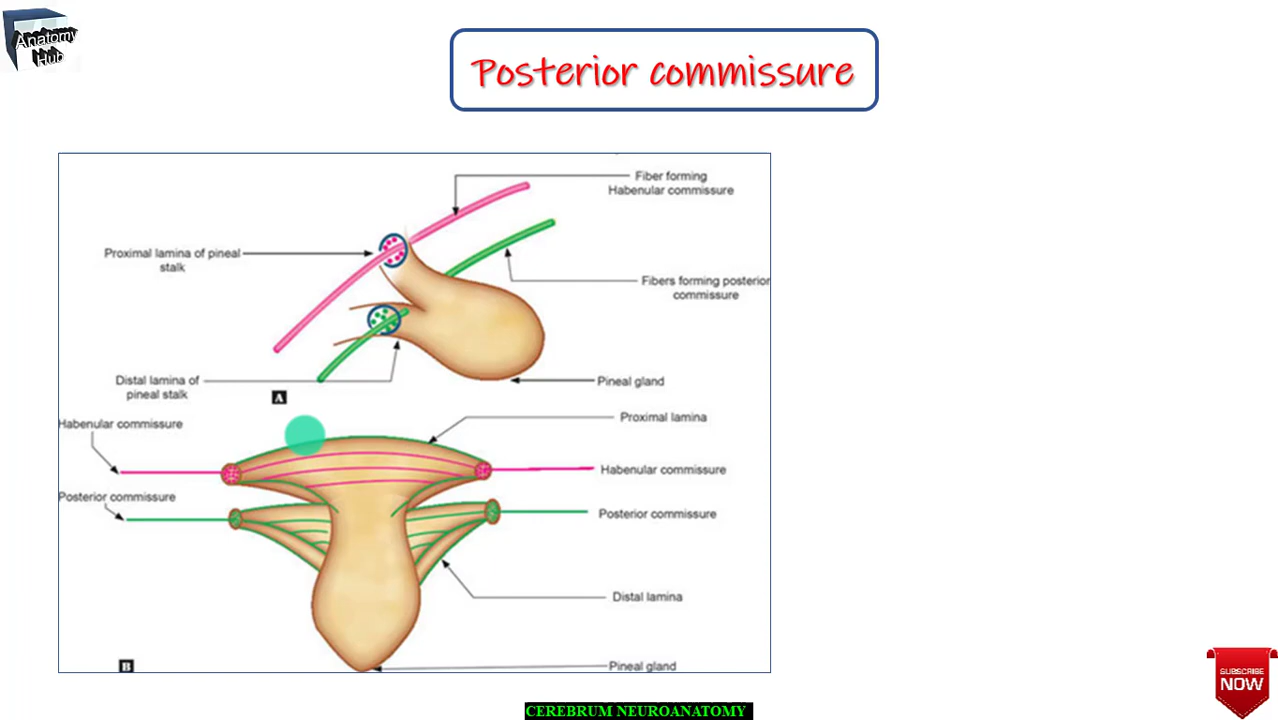 Anatomy
Hub
Posterior commissure
Fiber forming
Habenular commissure
Proximal lamina of pineal
stalk
Fibers forming posterior
commissure
Distal lamina of
pineal stalk
Pineal gland
A
Habenular commissure
Proximal lamina
Habenular commissure
Posterior commissure
Posterior commissure
Distal lamina
B
Pineal gland
SUBSCRIBE
NOW
CEREBRUM NEUROANATOMY